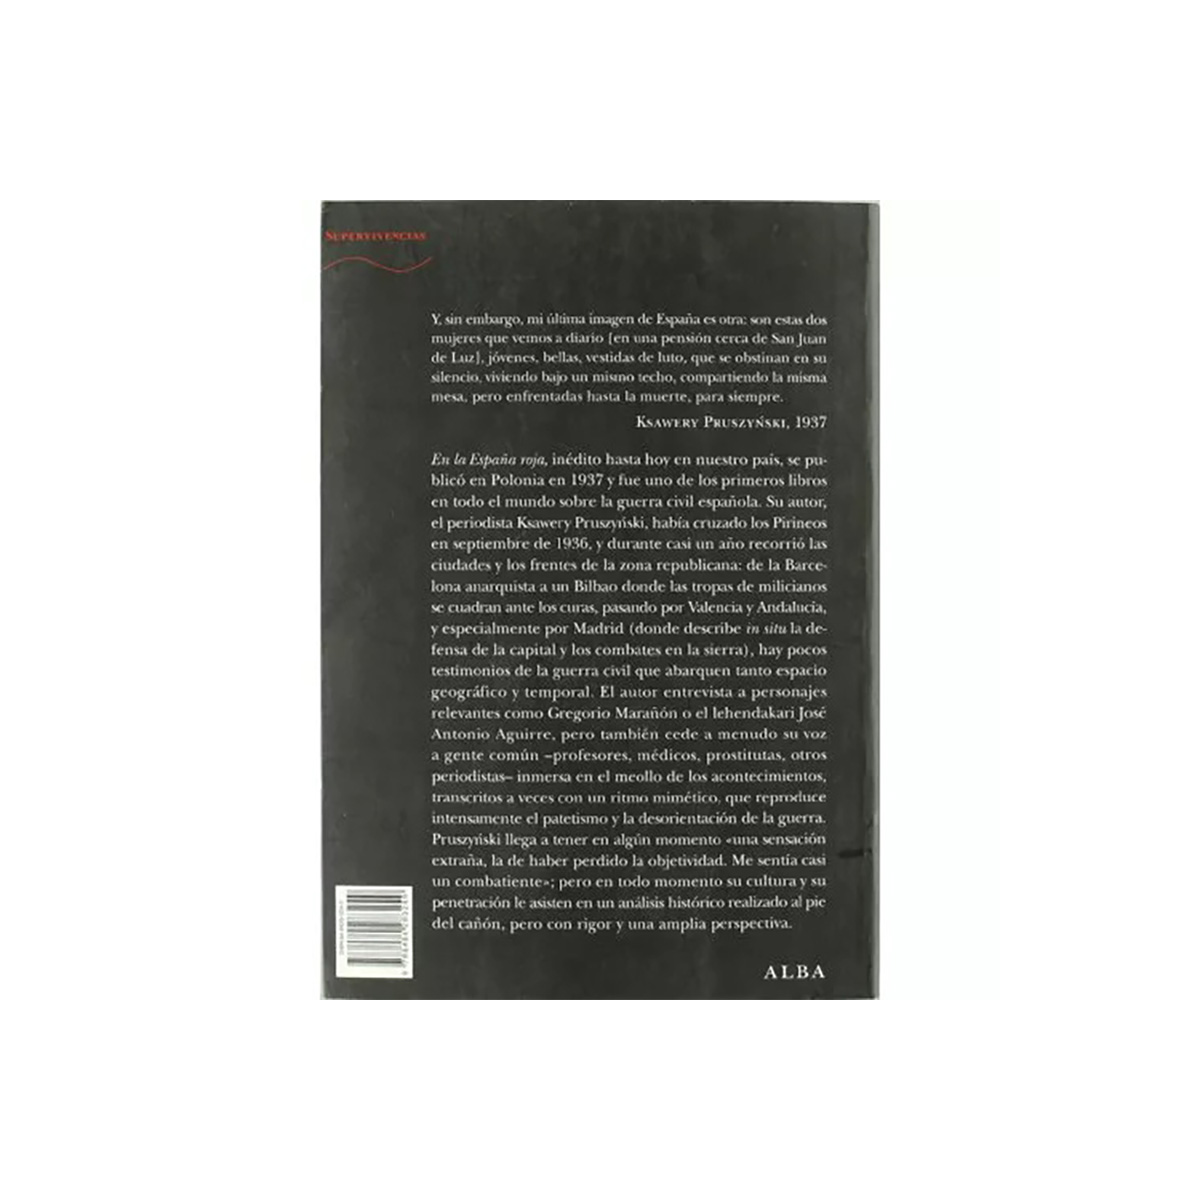 SUPERVIVENCIAS
Y, sin embargo, mi última imagen de España es otra: son estas dos
mujeres que vemos a diario [en una pensión cerca de San Juan
de Luz], jóvenes, bellas, vestidas de luto, que se obstinan en su
silencio, viviendo bajo un mismo techo, compartiendo la misma
mesa, pero enfrentadas hasta la muerte, para siempre.
KSAWERY PRUSZYŃSKI, 1937
En la España roja, inédito hasta hoy en nuestro país, se pu-
blicó en Polonia en 1937 y fue uno de los primeros libros
en todo el mundo sobre la guerra civil española. Su autor,
el periodista Ksawery Pruszyński, había cruzado los Pirineos
en septiembre de 1936, y durante casi un año recorrió las
ciudades y los frentes de la zona republicana: de la Barce-
lona anarquista a un Bilbao donde las tropas de milicianos
se cuadran ante los curas, pasando por Valencia y Andalucía,
y especialmente por Madrid (donde describe in situ la de-
fensa de la capital y los combates en la sierra), hay pocos
testimonios de la guerra civil que abarquen tanto espacio
geográfico y temporal. El autor entrevista a personajes
relevantes como Gregorio Marañón o el lehendakari José
Antonio Aguirre, pero también cede a menudo su voz
a gente común –profesores, médicos, prostitutas, otros
periodistas– inmersa en el meollo de los acontecimientos,
transcritos a veces con un ritmo mimético, que reproduce
intensamente el patetismo y la desorientación de la guerra.
Pruszyński llega a tener en algún momento «una sensación
extraña, la de haber perdido la objetividad. Me sentía casi
un combatiente»; pero en todo momento su cultura y su
penetración le asisten en un análisis histórico realizado al pie
del cañón, pero con rigor y una amplia perspectiva.
ALBA